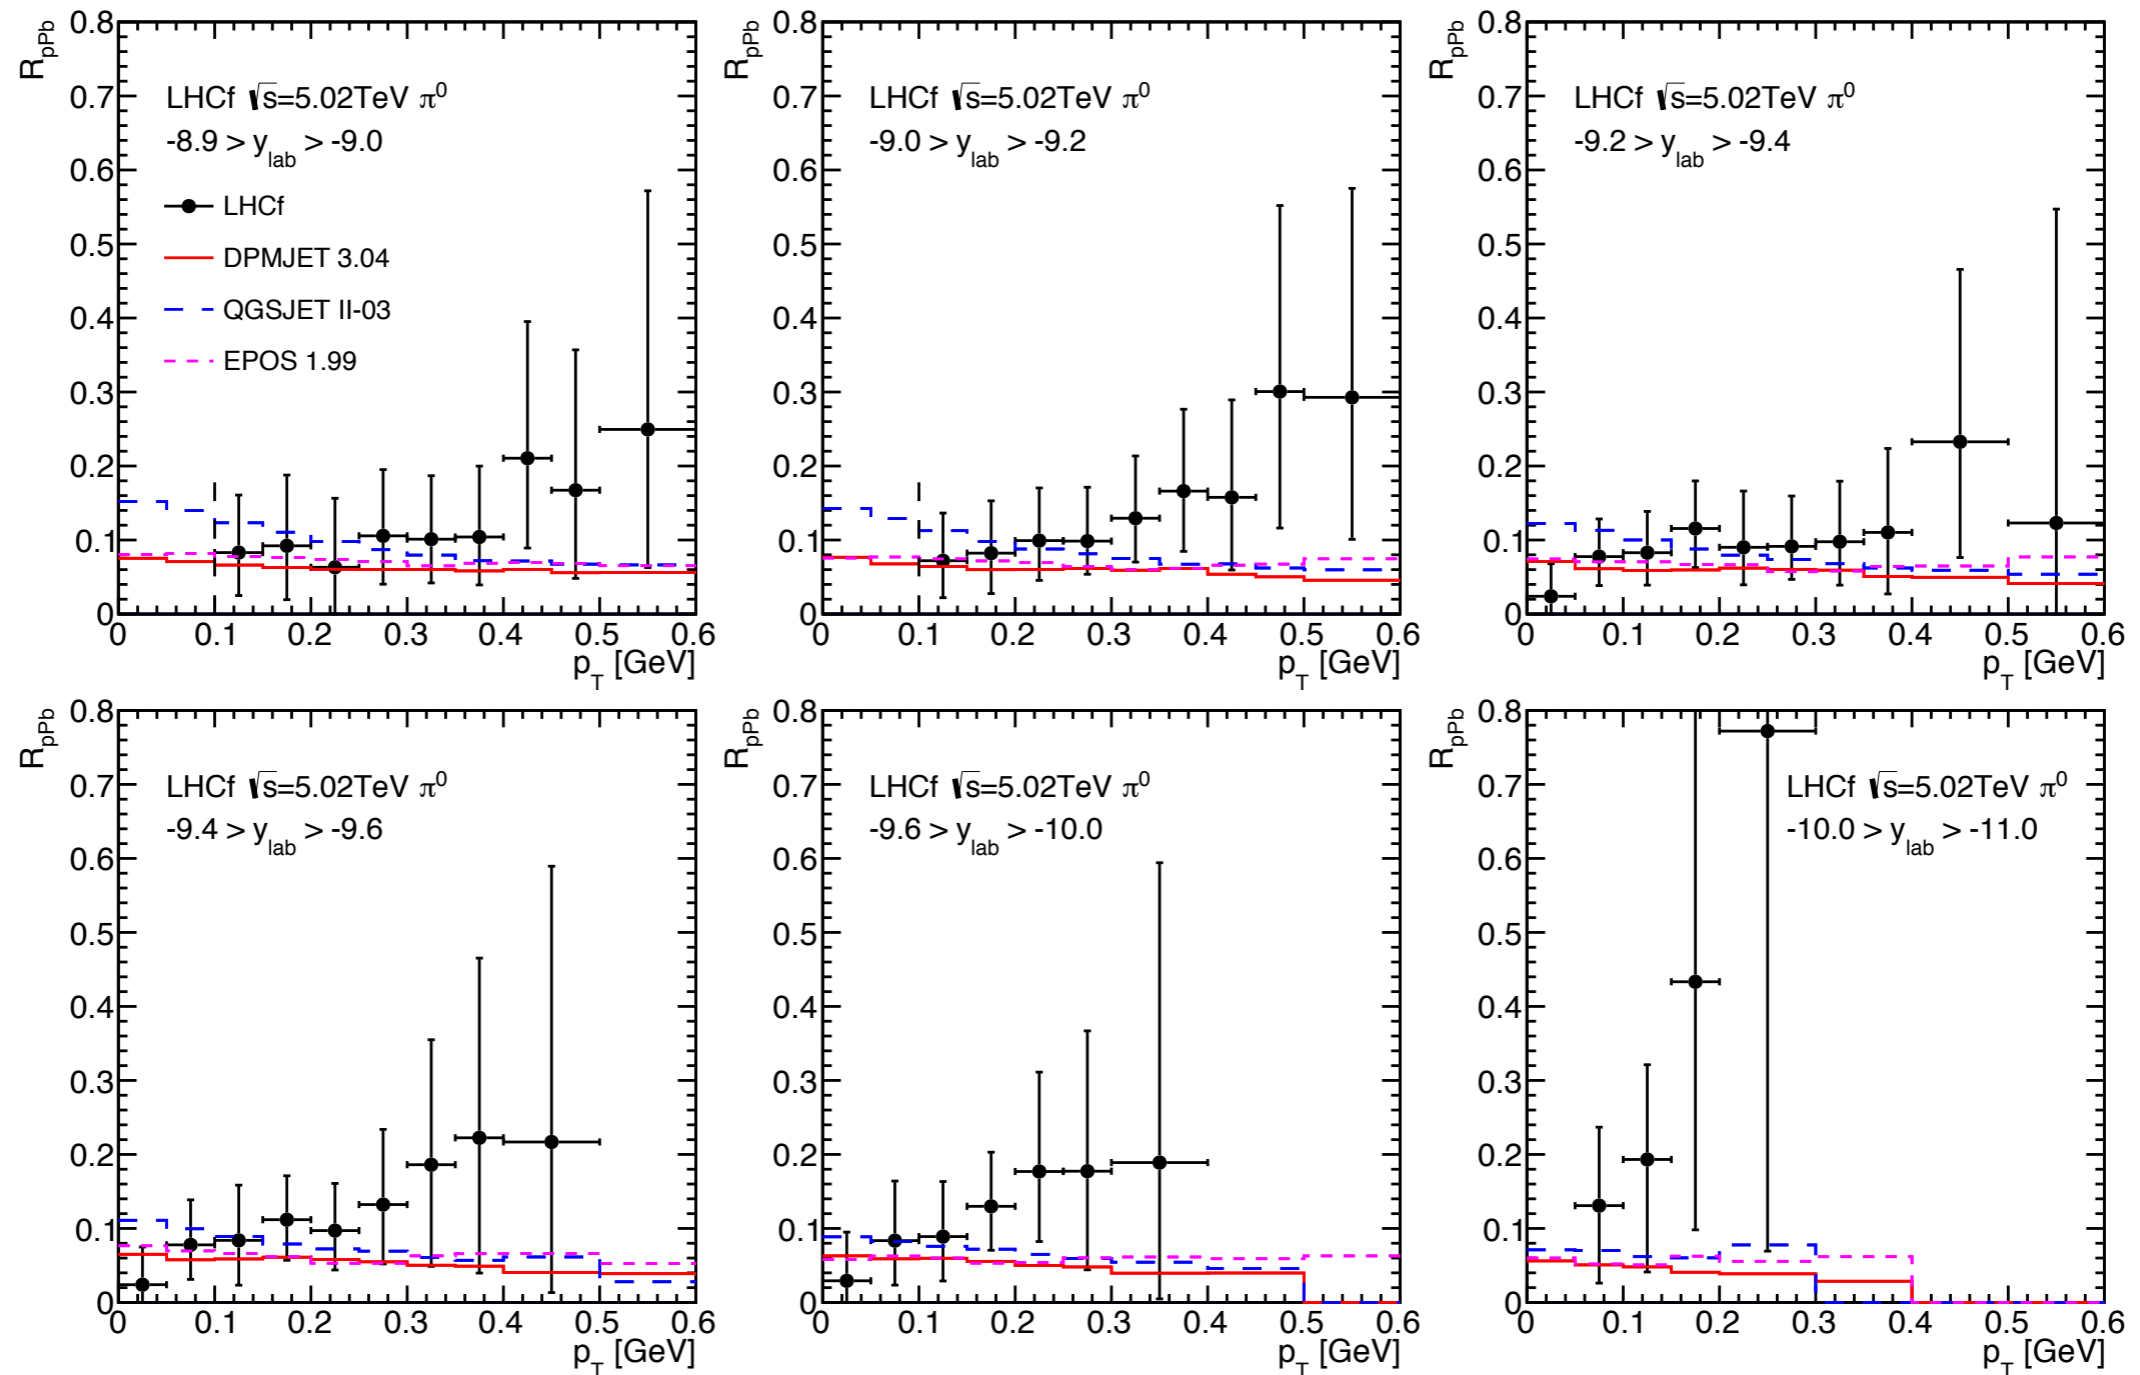 R_pPb
0.8
0.7
0.6
0.5
0.4
0.3
0.2
0.1
0
LHCf √s=5.02TeV π⁰
-8.9 > y_lab > -9.0
LHCf
DPMJET 3.04
QGSJET II-03
EPOS 1.99
0 0.1 0.2 0.3 0.4 0.5 0.6
p_T [GeV]
R_pPb
0.8
0.7
0.6
0.5
0.4
0.3
0.2
0.1
0
LHCf √s=5.02TeV π⁰
-9.0 > y_lab > -9.2
0 0.1 0.2 0.3 0.4 0.5 0.6
p_T [GeV]
R_pPb
0.8
0.7
0.6
0.5
0.4
0.3
0.2
0.1
0
LHCf √s=5.02TeV π⁰
-9.2 > y_lab > -9.4
0 0.1 0.2 0.3 0.4 0.5 0.6
p_T [GeV]
R_pPb
0.8
0.7
0.6
0.5
0.4
0.3
0.2
0.1
0
LHCf √s=5.02TeV π⁰
-9.4 > y_lab > -9.6
0 0.1 0.2 0.3 0.4 0.5 0.6
p_T [GeV]
R_pPb
0.8
0.7
0.6
0.5
0.4
0.3
0.2
0.1
0
LHCf √s=5.02TeV π⁰
-9.6 > y_lab > -10.0
0 0.1 0.2 0.3 0.4 0.5 0.6
p_T [GeV]
R_pPb
0.8
0.7
0.6
0.5
0.4
0.3
0.2
0.1
0
LHCf √s=5.02TeV π⁰
-10.0 > y_lab > -11.0
0 0.1 0.2 0.3 0.4 0.5 0.6
p_T [GeV]